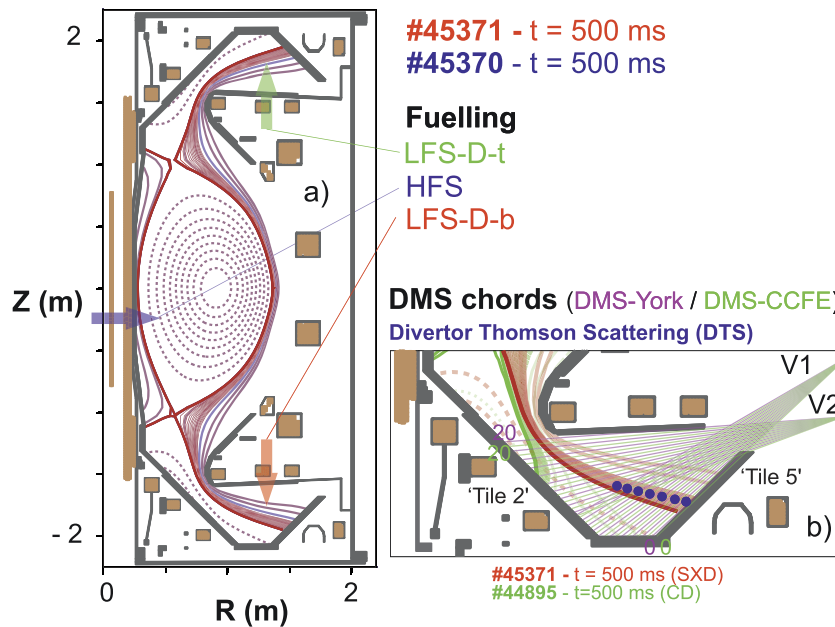 #45371 - t = 500 ms
#45370 - t = 500 ms
Fuelling
LFS-D-t
HFS
LFS-D-b
a)
2
Z (m)
- 2
0
2
R (m)
DMS chords (DMS-York / DMS-CCFE)
Divertor Thomson Scattering (DTS)
V1
V2
20
20
'Tile 2'
'Tile 5'
0 0
b)
#45371 - t = 500 ms (SXD)
#44895 - t=500 ms (CD)